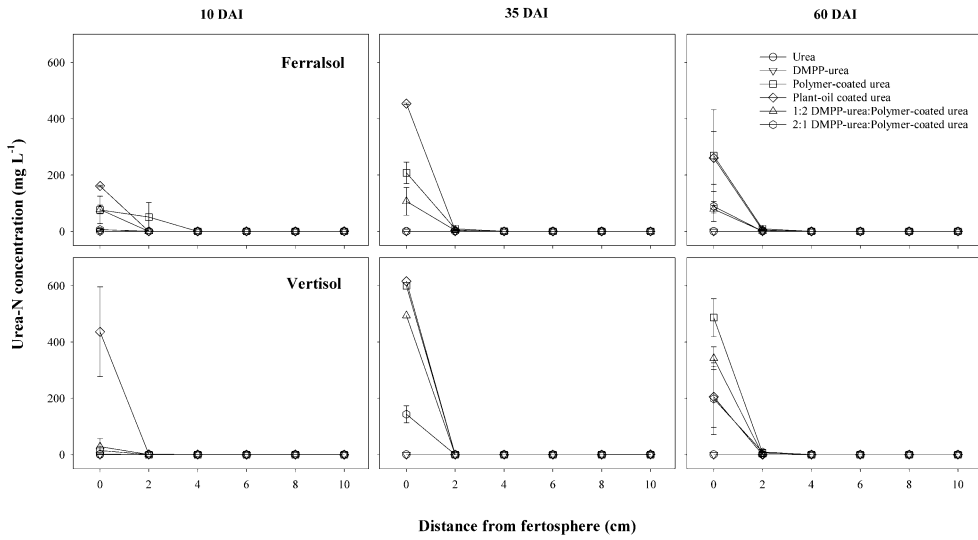 10 DAI
35 DAI
60 DAI
Ferralsol
Urea
DMPP-urea
Polymer-coated urea
Plant-oil coated urea
1:2 DMPP-urea:Polymer-coated urea
2:1 DMPP-urea:Polymer-coated urea
600
400
200
0
Vertisol
600
400
200
0
Urea-N concentration (mg L⁻¹)
0 2 4 6 8 10
0 2 4 6 8 10
0 2 4 6 8 10
Distance from fertosphere (cm)